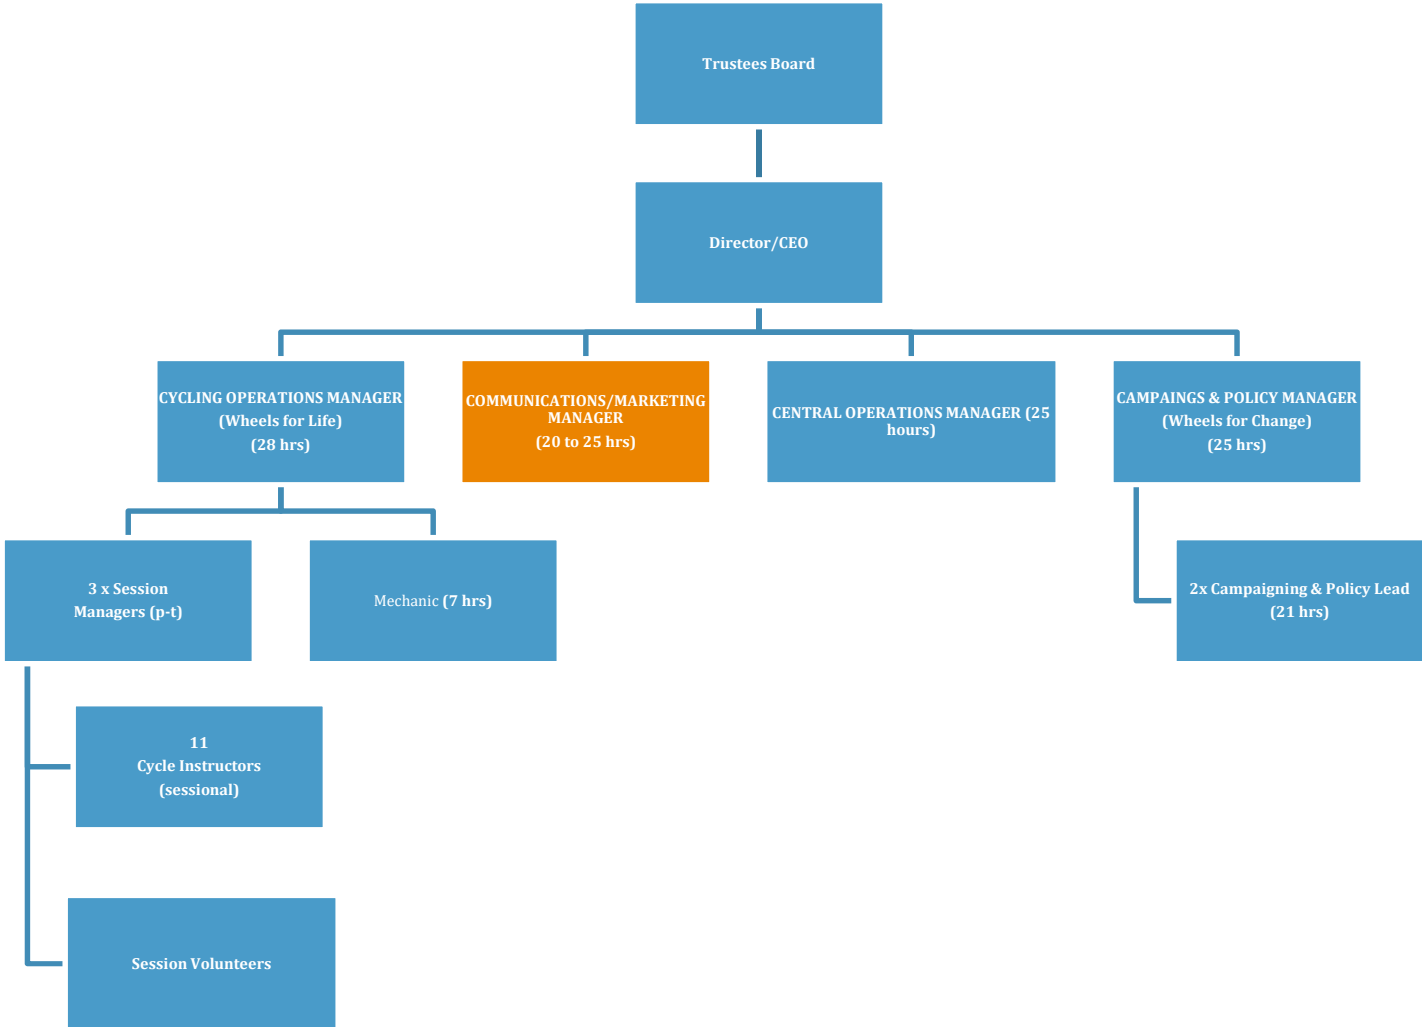 Trustees Board
Director/CEO
CYCLING OPERATIONS MANAGER
(Wheels for Life)
(28 hrs)
COMMUNICATIONS/MARKETING
MANAGER
(20 to 25 hrs)
CENTRAL OPERATIONS MANAGER (25
hours)
CAMPAINGS & POLICY MANAGER
(Wheels for Change)
(25 hrs)
3 x Session
Managers (p-t)
Mechanic (7 hrs)
2x Campaigning & Policy Lead
(21 hrs)
11
Cycle Instructors
(sessional)
Session Volunteers